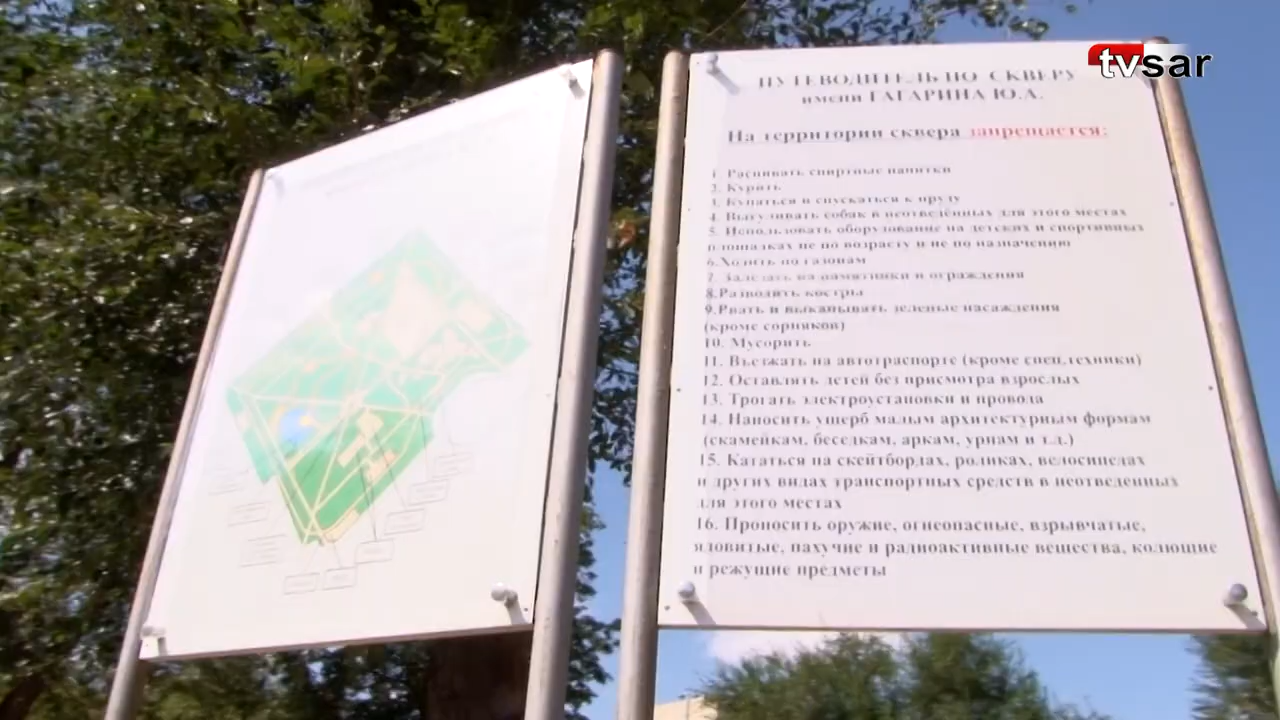 tvsar
ПУТЕВОДИТЕЛЬ ПО СКВЕРУ
имени ГАГАРИНА Ю.А.
На территории сквера запрещается:
1. Распивать спиртные напитки
2. Курить
3. Купаться и спускаться к пруду
4. Выгуливать собак в неотведённых для этого местах
5. Использовать оборудование на детских и спортивных
площадках не по возрасту и не по назначению
6.Ходить по газонам
7. Залезать на памятники и ограждения
8.Разводить костры
9.Рвать и выкапывать зеленые насаждения
(кроме сорняков)
10. Мусорить
11. Въезжать на автотраспорте (кроме спец.техники)
12. Оставлять детей без присмотра взрослых
13. Трогать электроустановки и провода
14. Наносить ущерб малым архитектурным формам
(скамейкам, беседкам, аркам, урнам и т.д.)
15. Кататься на скейтбордах, роликах, велосипедах
и других видах транспортных средств в неотведенных
для этого местах
16. Проносить оружие, огнеопасные, взрывчатые,
ядовитые, пахучие и радиоактивные вещества, колющие
и режущие предметы